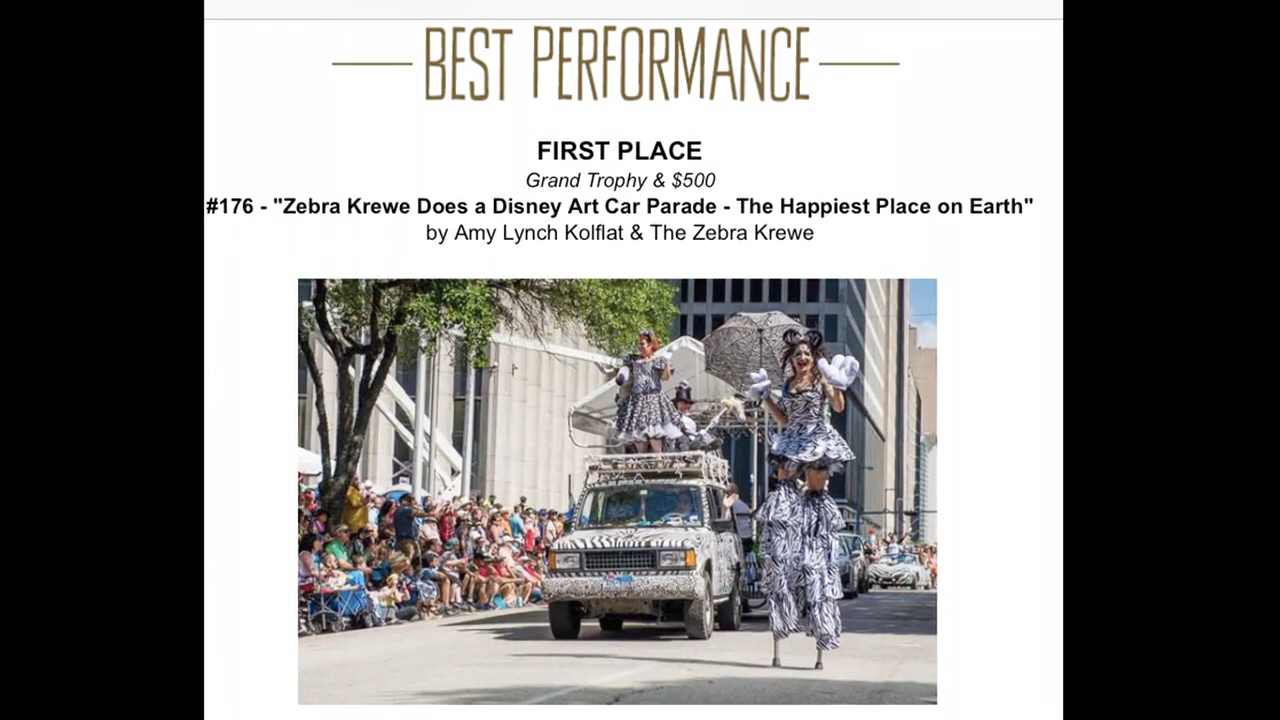 BEST PERFORMANCE
FIRST PLACE
Grand Trophy & $500
#176 - "Zebra Krewe Does a Disney Art Car Parade - The Happiest Place on Earth"
by Amy Lynch Kolflat & The Zebra Krewe